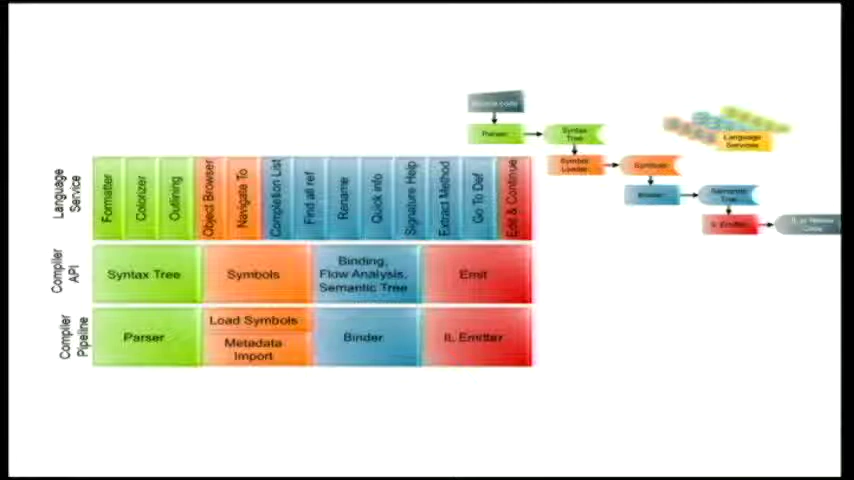 Source code
Parser
Syntax
Tree
Symbol
Loader
Symbols
Binder
Semantic
Tree
IL Emitter
Code
Language
Services
Language
Service
Formatter
Colorizer
Outlining
Object Browser
Navigate To
Completion List
Find all ref
Rename
Quick info
Signature Help
Extract Method
Go To Def
Edit & Continue
Compiler
API
Syntax Tree
Symbols
Binding,
Flow Analysis,
Semantic Tree
Emit
Compiler
Pipeline
Parser
Load Symbols
Metadata
Import
Binder
IL Emitter